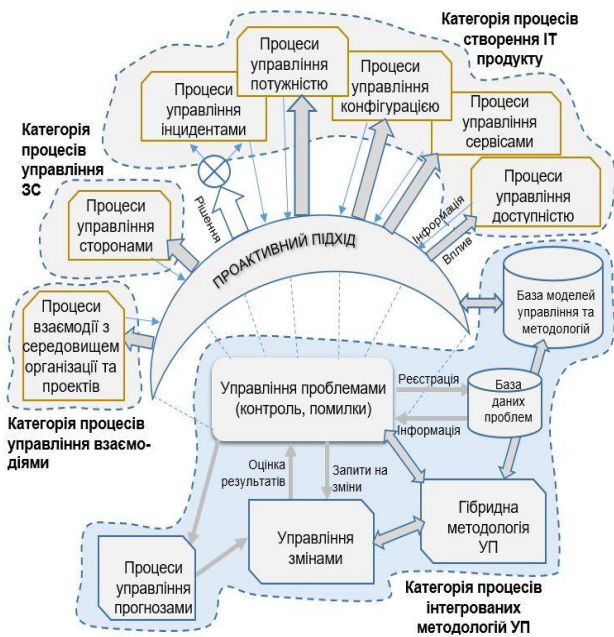 Категорія процесів
створення ІТ
продукту
Процеси
управління
потужністю
Процеси
управління
інцидентами
Процеси
управління
конфігурацією
Процеси
управління
сервісами
Категорія
процесів
управління
ЗС
Процеси
управління
доступністю
Процеси
управління
сторонами
Рішення
Інформація
Вплив
ПРОАКТИВНИЙ ПІДХІД
База моделей
управління та
методологій
Процеси
взаємодії з
середовищем
організації та
проектів
Управління проблемами
(контроль, помилки)
Реєстрація
База
даних
проблем
Інформація
Категорія процесів
управління взаємо-
діями
Оцінка
результатів
Запити на
зміни
Управління
змінами
Гібридна
методологія
УП
Процеси
управління
прогнозами
Категорія процесів
інтегрованих
методологій УП